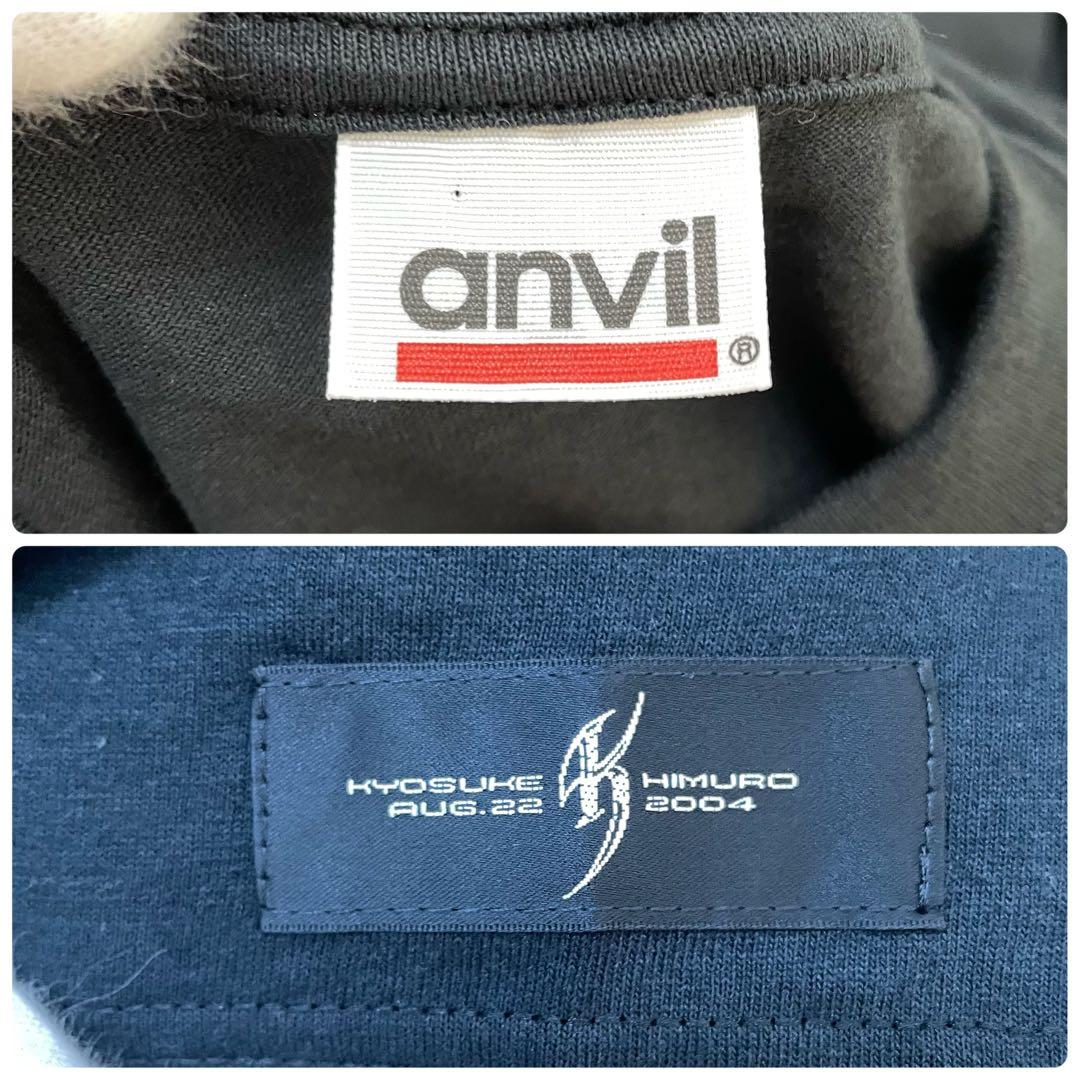 anvil
®
KYOSUKE HIMURO
AUG.22 2004